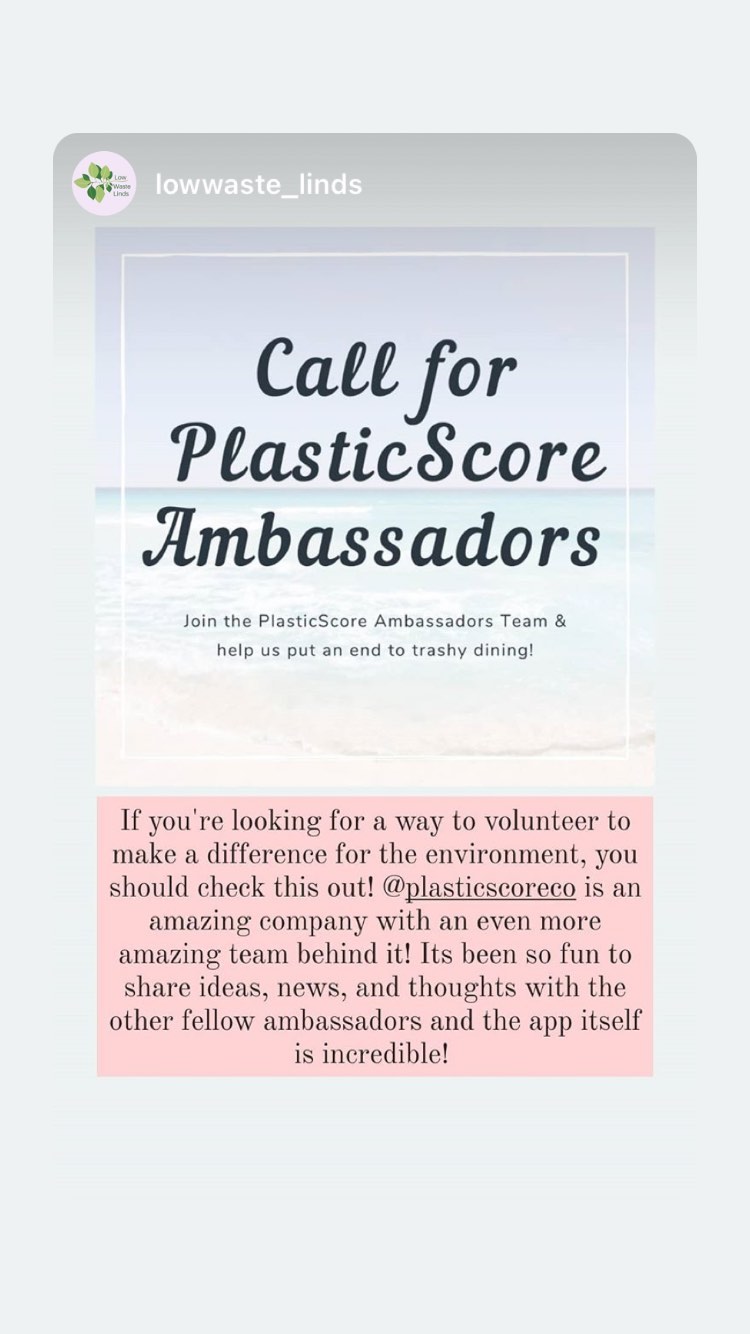 Low
Waste
Linds
lowwaste_linds
Call for
PlasticScore
Ambassadors
Join the PlasticScore Ambassadors Team &
help us put an end to trashy dining!
If you're looking for a way to volunteer to
make a difference for the environment, you
should check this out! @plasticscoreco is an
amazing company with an even more
amazing team behind it! Its been so fun to
share ideas, news, and thoughts with the
other fellow ambassadors and the app itself
is incredible!